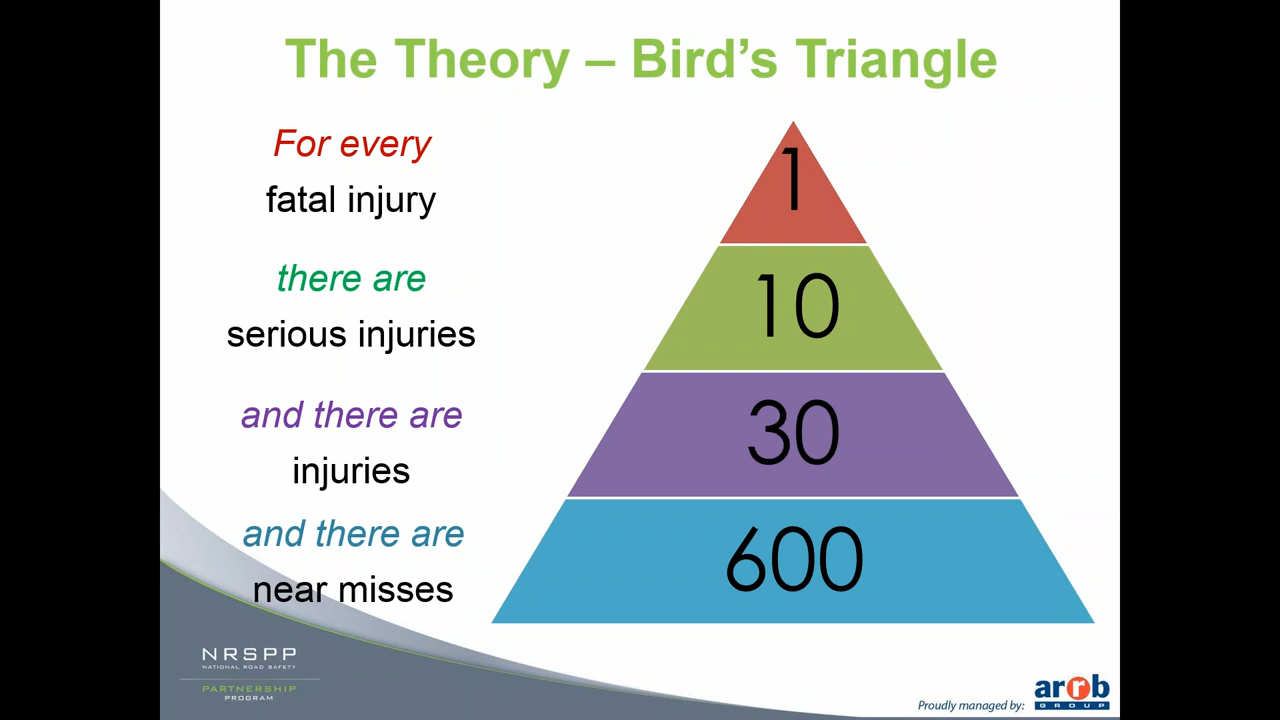 The Theory – Bird's Triangle
For every
fatal injury
1
there are
serious injuries
10
and there are
injuries
30
and there are
near misses
600
NRSPP
NATIONAL ROAD SAFETY
PARTNERSHIP
PROGRAM
Proudly managed by:
arrb
GROUP